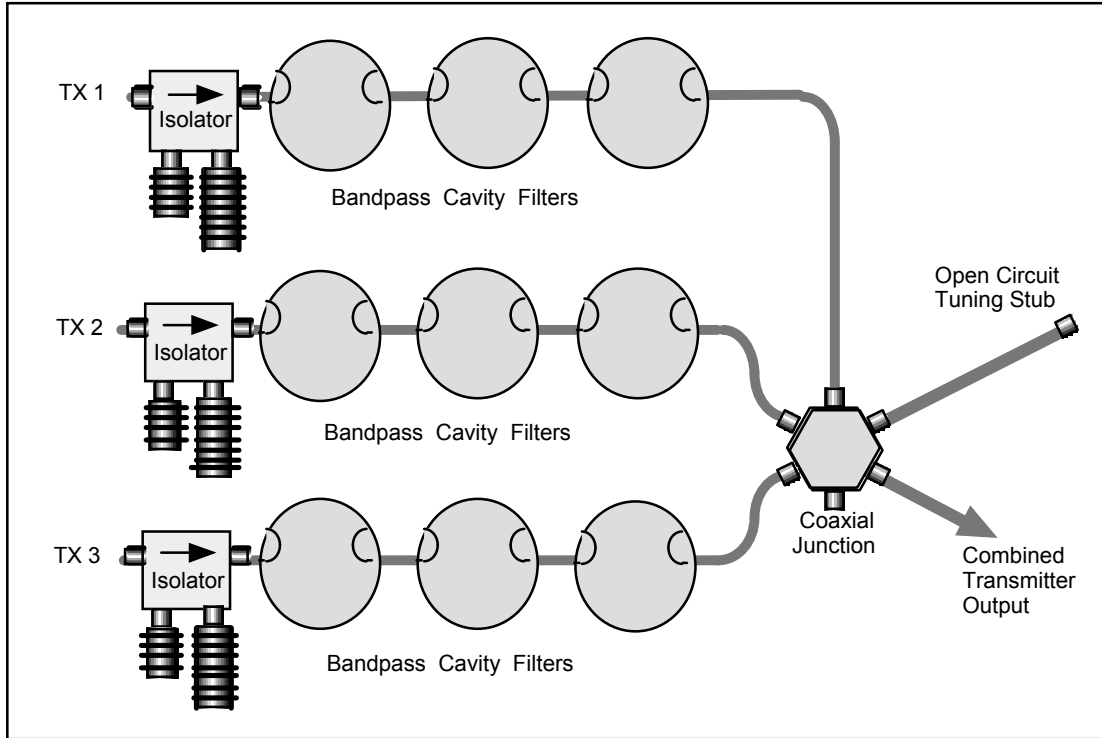 TX 1
Isolator
Bandpass Cavity Filters
Open Circuit
Tuning Stub
TX 2
Isolator
Bandpass Cavity Filters
Coaxial
Junction
TX 3
Isolator
Combined
Transmitter
Output
Bandpass Cavity Filters